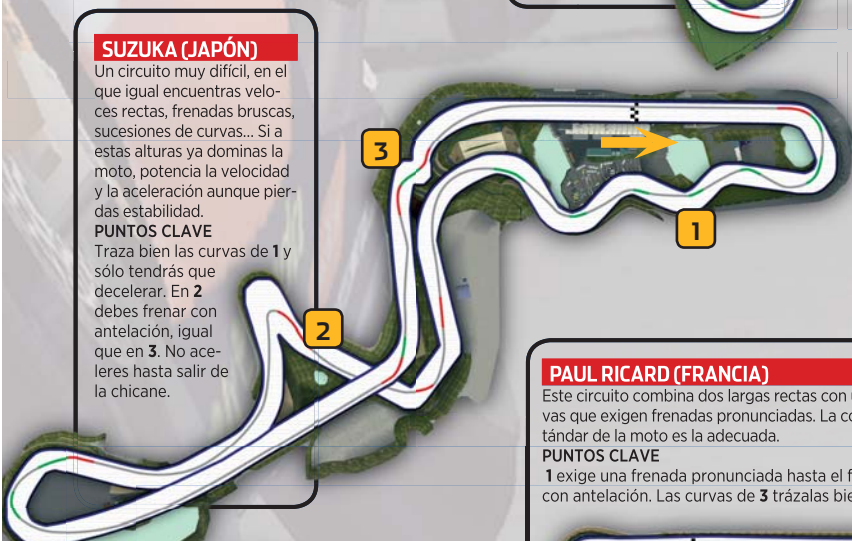 SUZUKA (JAPÓN)
Un circuito muy difícil, en el
que igual encuentras velo-
ces rectas, frenadas bruscas,
sucesiones de curvas... Si a
estas alturas ya dominas la
moto, potencia la velocidad
y la aceleración aunque pier-
das estabilidad.
PUNTOS CLAVE
Traza bien las curvas de 1 y
sólo tendrás que
decelerar. En 2
debes frenar con
antelación, igual
que en 3. No ace-
leres hasta salir de
la chicane.
3
1
2
PAUL RICARD (FRANCIA)
Este circuito combina dos largas rectas con
vas que exigen frenadas pronunciadas. La
tándar de la moto es la adecuada.
PUNTOS CLAVE
1 exige una frenada pronunciada hasta el
con antelación. Las curvas de 3 trázalas